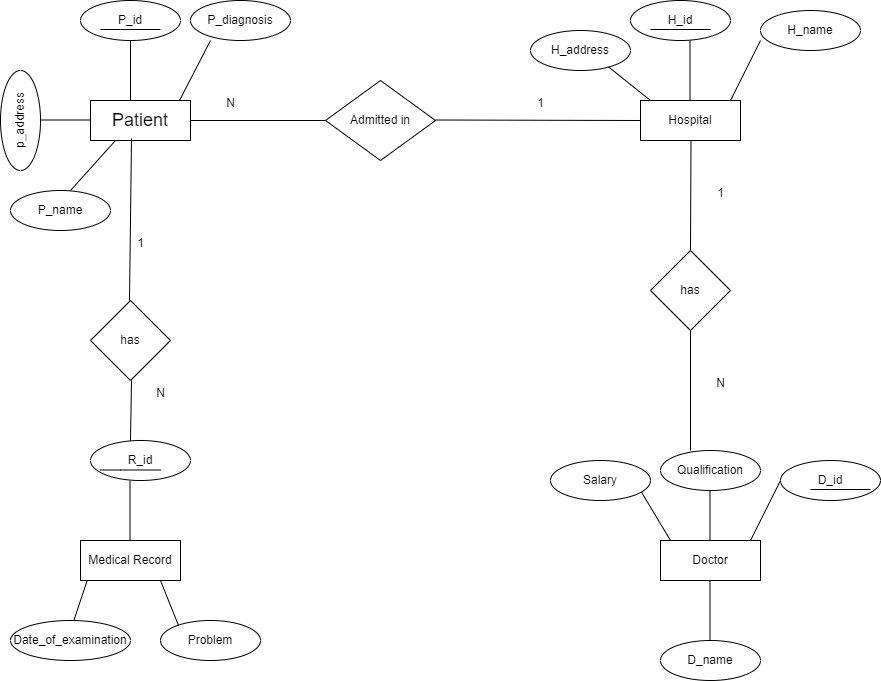 P_id
P_diagnosis
H_id
H_name
H_address
p_address
Patient
N
Admitted in
1
Hospital
P_name
1
1
has
has
N
N
R_id
Salary
Qualification
D_id
Medical Record
Doctor
Date_of_examination
Problem
D_name